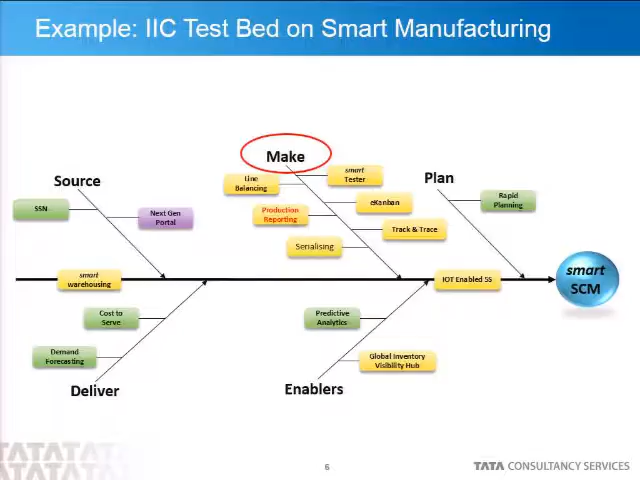 Example: IIC Test Bed on Smart Manufacturing
Make
Source
Plan
Line
Balancing
smart
Tester
SSN
Next Gen
Portal
Production
Reporting
eKanban
Rapid
Planning
Track & Trace
Serialising
smart
warehousing
IOT Enabled 5S
smart
SCM
Cost to
Serve
Predictive
Analytics
Demand
Forecasting
Global Inventory
Visibility Hub
Deliver
Enablers
TATATATATA
TATATATATA
6
TATA CONSULTANCY SERVICES